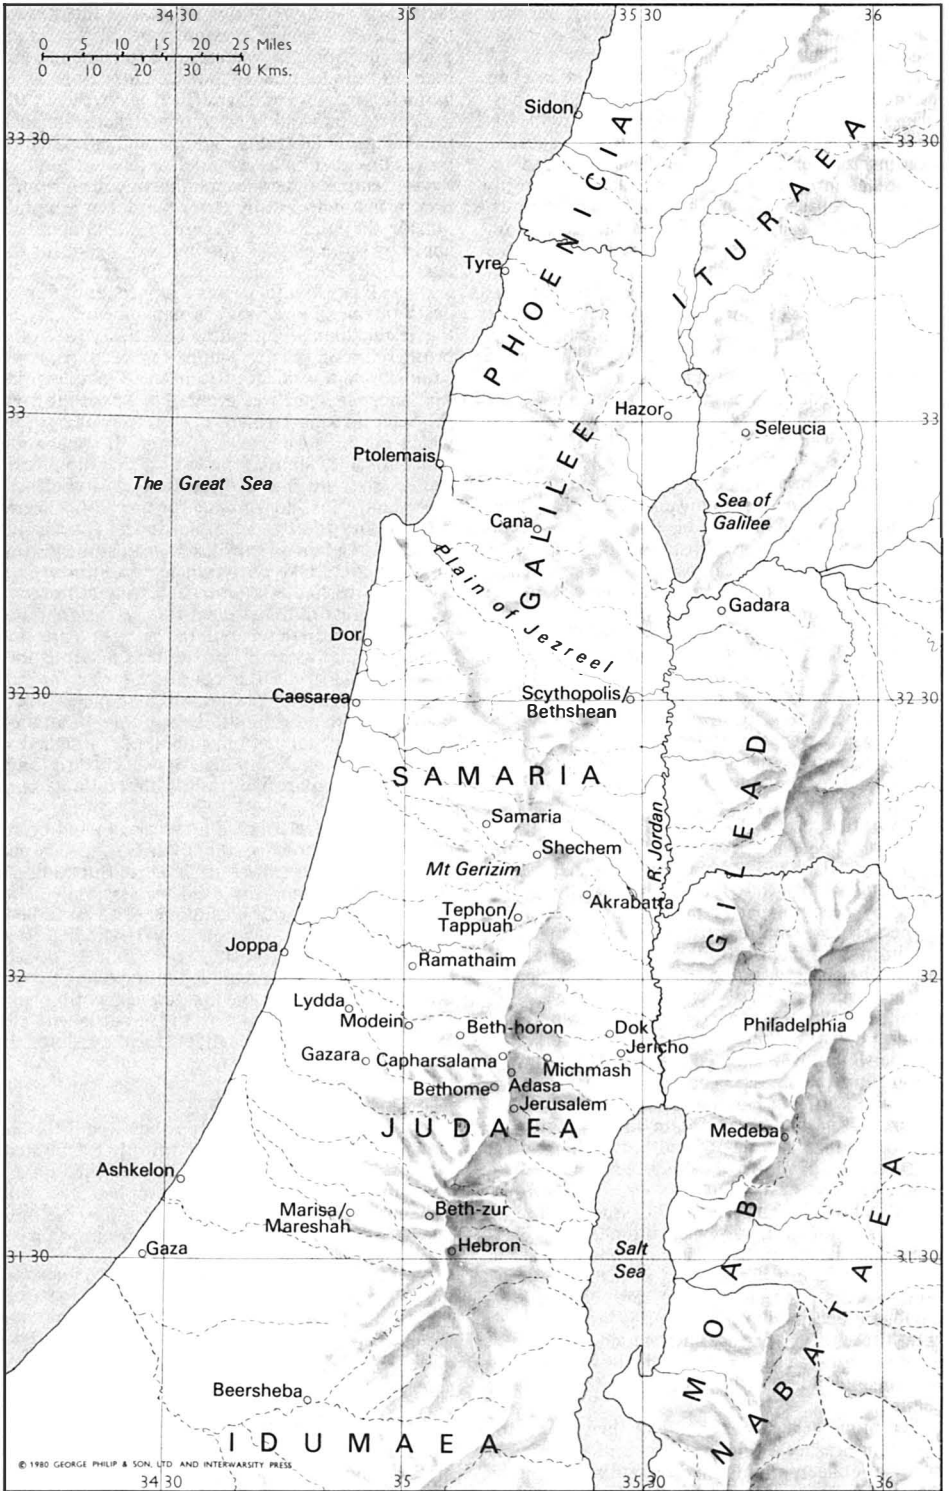 34·30 35 35·30 36
0 5 10 15 20 25 Miles
0 10 20 30 40 Kms.
Sidon
33·30 33·30
PHOENICIA
ITURAEA
Tyre
Hazor
33 33
Seleucia
Ptolemais
The Great Sea
Sea of
Galilee
Cana
GALILEE
Plain of Jezreel
Gadara
Dor
Caesarea
32·30 32·30
Scythopolis/
Bethshean
SAMARIA
GILEAD
R. Jordan
Samaria
Shechem
Mt Gerizim
Akrabatta
Tephon/
Tappuah
Joppa
Ramathaim
32 32
Lydda
Modein
Beth-horon
Dok
Philadelphia
Jericho
Gazara
Capharsalama
Michmash
Bethome
Adasa
Jerusalem
JUDAEA
Medeba
Ashkelon
Marisa/
Mareshah
Beth-zur
Gaza
Hebron
Salt
Sea
31·30 31·30
MOAB
NABATAEA
Beersheba
IDUMAEA
© 1980 GEORGE PHILIP & SON, LTD AND INTERVARSITY PRESS
34·30 35 35·30 36